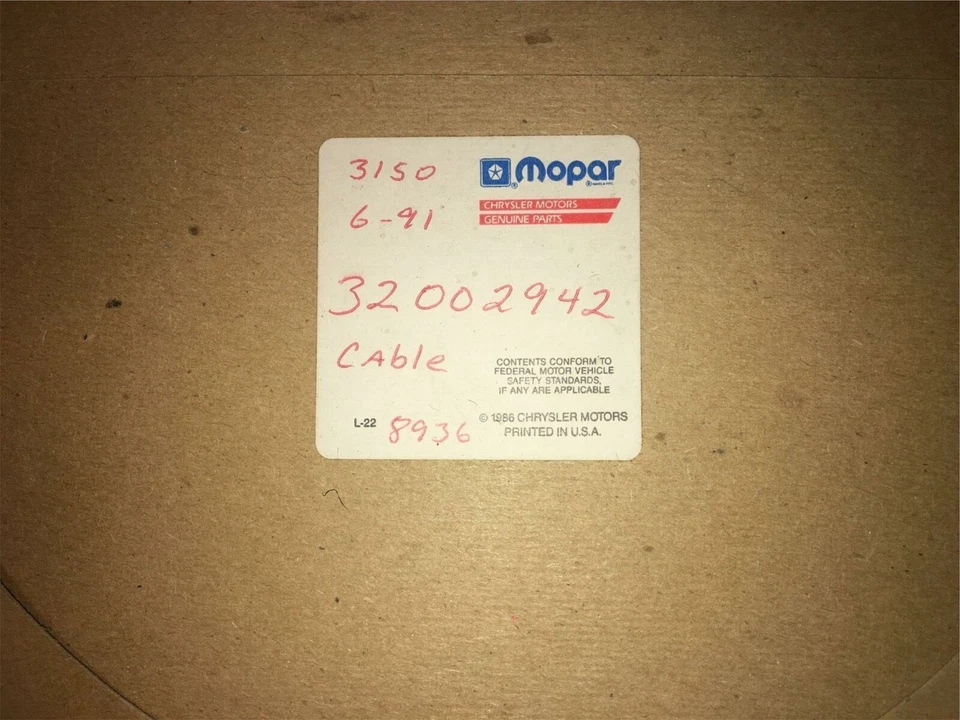 3150
Mopar
CHRYSLER MOTORS
GENUINE PARTS
6-91
32002942
CAble
CONTENTS CONFORM TO
FEDERAL MOTOR VEHICLE
SAFETY STANDARDS,
IF ANY ARE APPLICABLE
L-22
8936
© 1986 CHRYSLER MOTORS
PRINTED IN U.S.A.